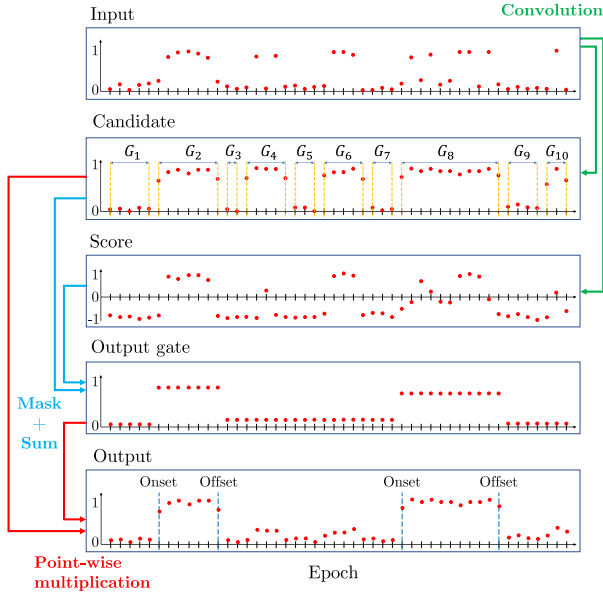 Input
Convolution
1
0
Candidate
G1 G2 G3 G4 G5 G6 G7 G8 G9 G10
1
0
Score
1
0
-1
Output gate
1
0
Mask
+
Sum
Output
Onset Offset Onset Offset
1
0
Point-wise
multiplication
Epoch